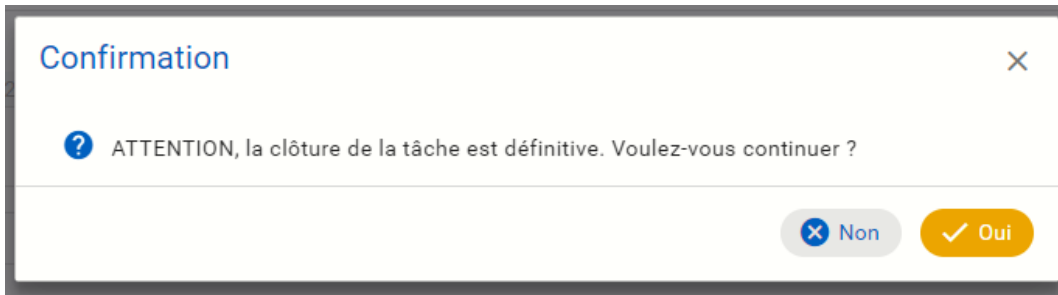 Confirmation
ATTENTION, la clôture de la tâche est définitive. Voulez-vous continuer ?
Non
Oui